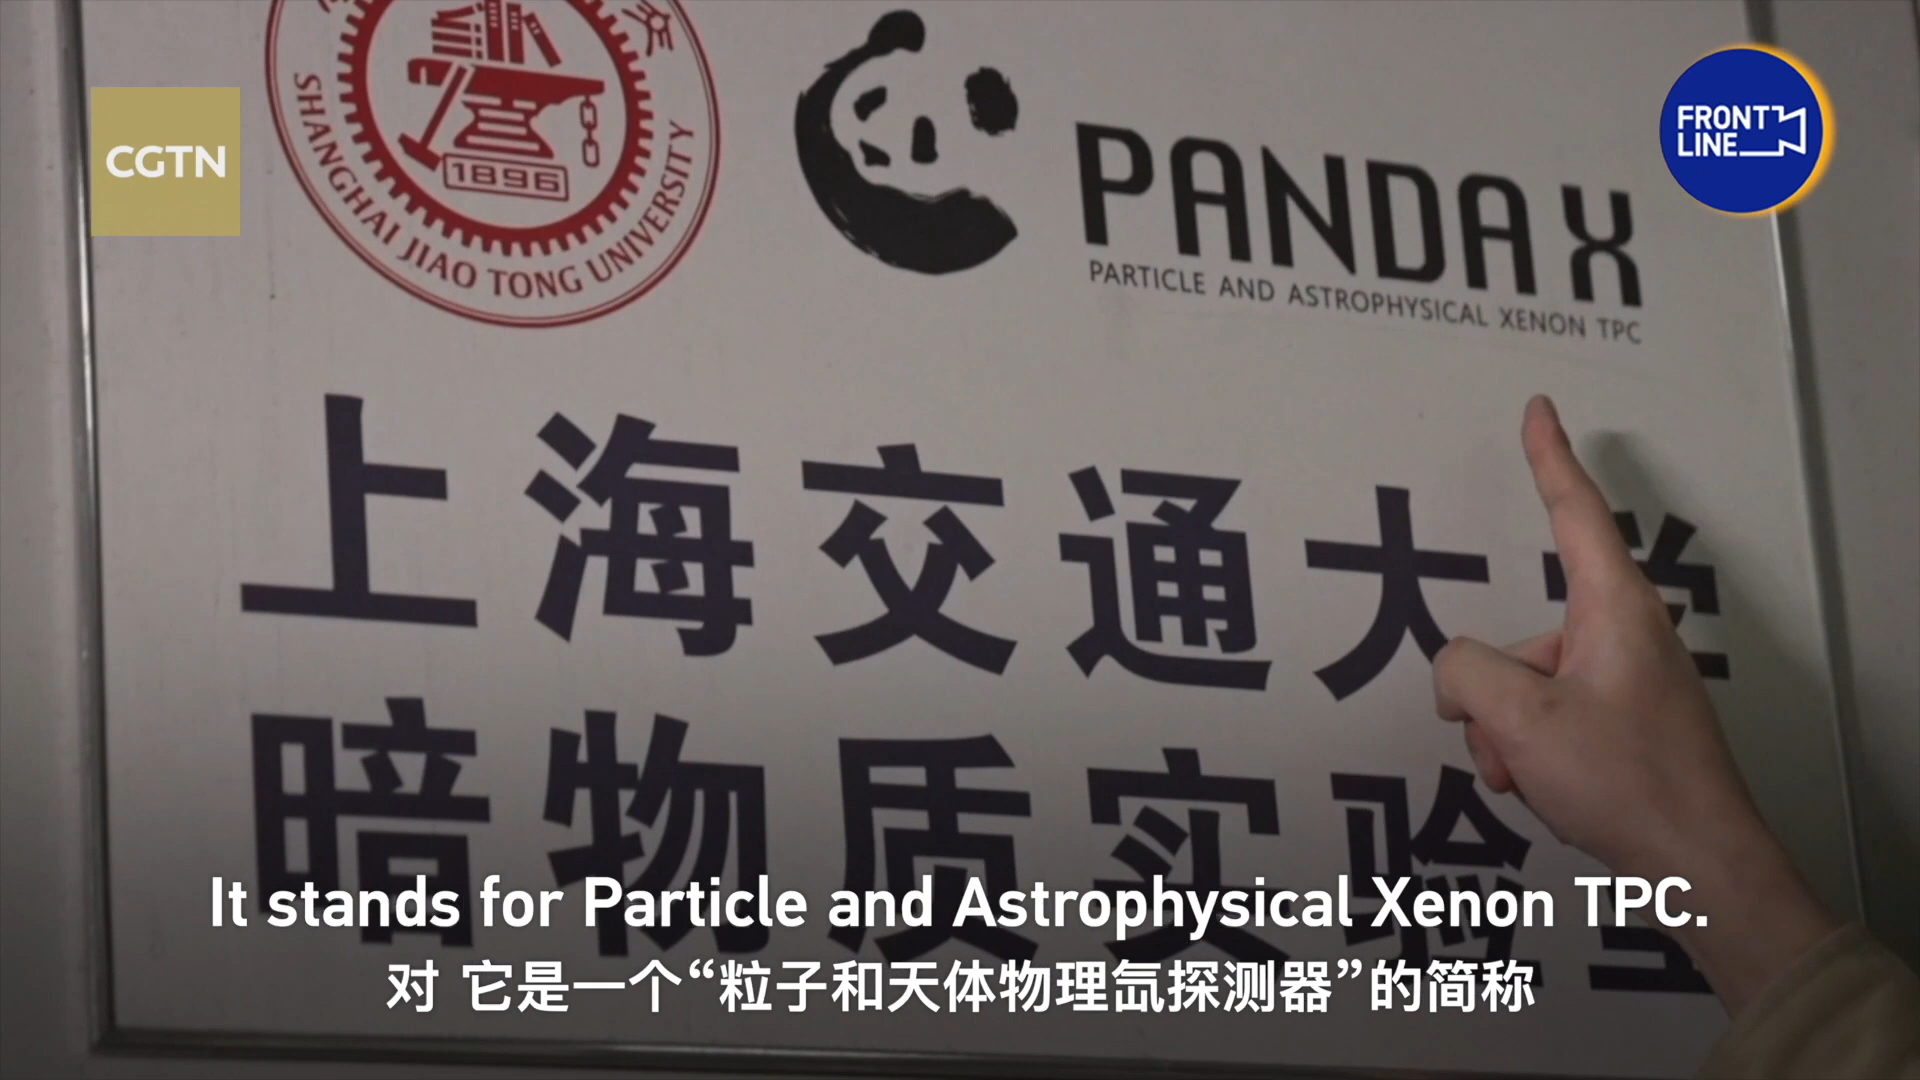 CGTN
FRONT
LINE
1896
SHANGHAI JIAO TONG UNIVERSITY
PANDA X
PARTICLE AND ASTROPHYSICAL XENON TPC
上海交通大学
暗物质实验室
It stands for Particle and Astrophysical Xenon TPC.
对 它是一个“粒子和天体物理氙探测器”的简称